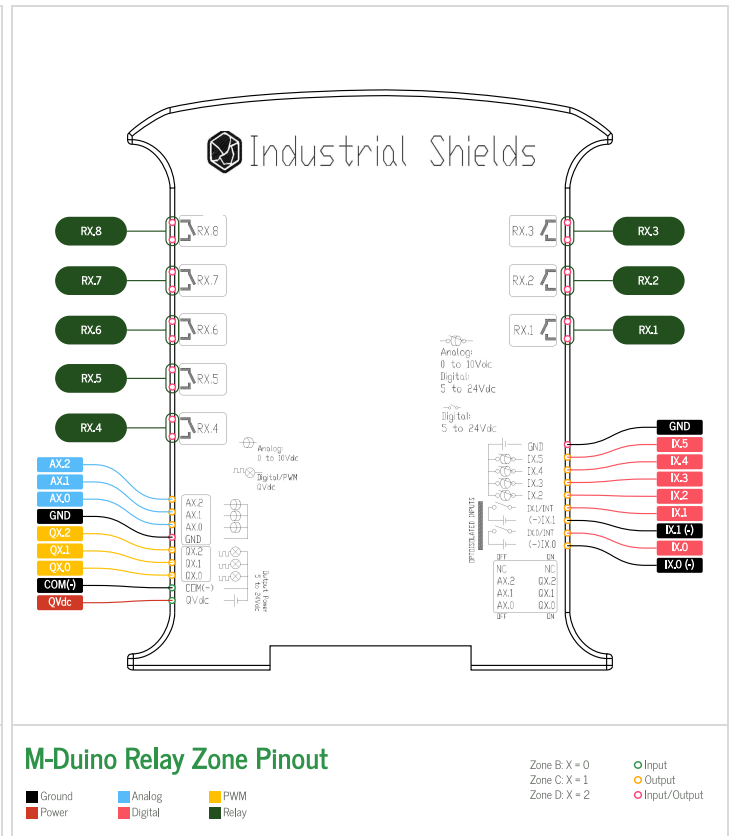 Industrial Shields
RX.8
RX.8
RX.3
RX.3
RX.7
RX.7
RX.2
RX.2
RX.6
RX.6
RX.1
RX.1
RX.5
RX.5
RX.4
RX.4
Analog:
0 to 10Vdc
Digital:
5 to 24Vdc
Digital:
5 to 24Vdc
Analog:
0 to 10Vdc
Digital/PWM
QVdc
AX.2
AX.1
AX.0
GND
QX.2
QX.1
QX.0
COM(-)
QVdc
AX.2
AX.1
AX.0
GND
QX.2
QX.1
QX.0
COM(-)
QVdc
Output Power
5 to 24Vdc
OPTOISOLATED INPUTS
GND
IX.5
IX.4
IX.3
IX.2
IX.1/INT
(-)IX.1
IX.0/INT
(-)IX.0
GND
IX.5
IX.4
IX.3
IX.2
IX.1
IX.1 (-)
IX.0
IX.0 (-)
OFF ON
NC NC
AX.2 QX.2
AX.1 QX.1
AX.0 QX.0
OFF ON
M-Duino Relay Zone Pinout
Ground Analog PWM
Power Digital Relay
Zone B: X = 0 Input
Zone C: X = 1 Output
Zone D: X = 2 Input/Output